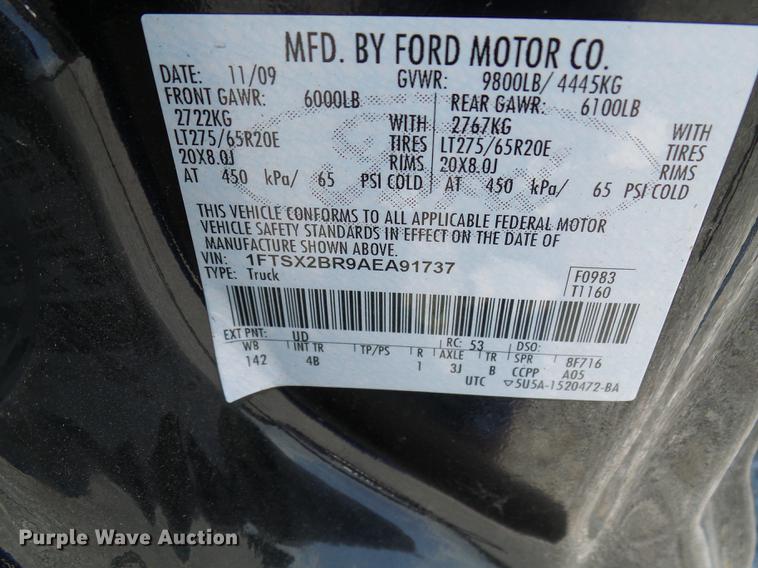 MFD. BY FORD MOTOR CO.
DATE: 11/09 GVWR: 9800LB/ 4445KG
FRONT GAWR: 6000LB REAR GAWR: 6100LB
2722KG WITH 2767KG WITH
LT275/65R20E TIRES LT275/65R20E TIRES
20X8.0J RIMS 20X8.0J RIMS
AT 450 kPa/ 65 PSI COLD AT 450 kPa/ 65 PSI COLD
THIS VEHICLE CONFORMS TO ALL APPLICABLE FEDERAL MOTOR
VEHICLE SAFETY STANDARDS IN EFFECT ON THE DATE OF
MANUFACTURE SHOWN ABOVE.
VIN: 1FTSX2BR9AEA91737
TYPE: Truck
F0983
T1160
EXT PNT: UD RC: 53 DSO:
WB INT TR TP/PS R AXLE TR SPR 8F716
142 4B 1 3J B CCPP A05
UTC ▽5U5A-1520472-BA
Purple Wave Auction